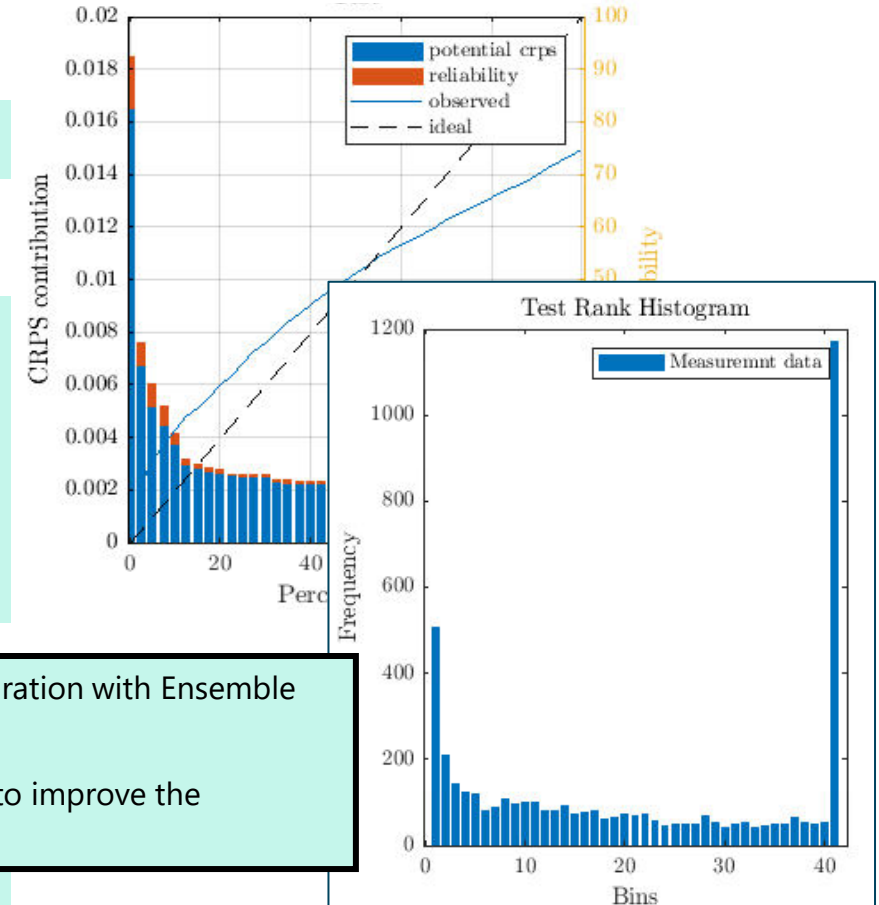 0.02
0.018
0.016
0.014
0.012
0.01
0.008
0.006
0.004
0.002
0
CRPS contribution
100
90
80
70
60
50
potential crps
reliability
observed
ideal
0 20 40
Test Rank Histogram
1200
1000
800
600
400
200
0
Frequency
Measuremnt data
0 10 20 30 40
Bins
with Ensemble
to improve the